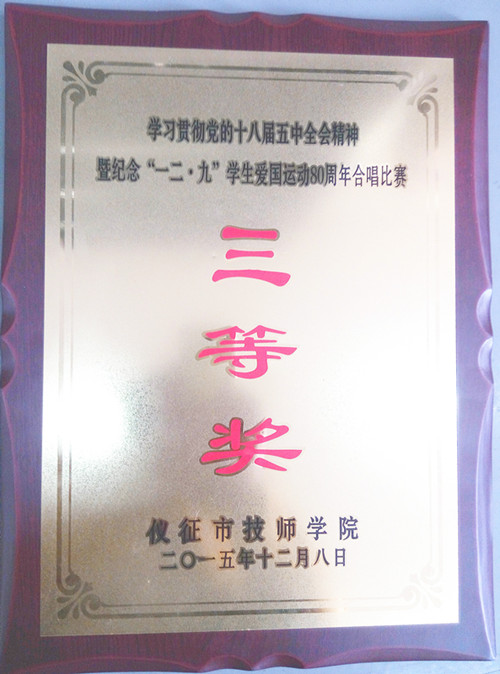 学习贯彻党的十八届五中全会精神
暨纪念“一二·九”学生爱国运动80周年合唱比赛
三等奖
仪征市技师学院
二〇一五年十二月八日